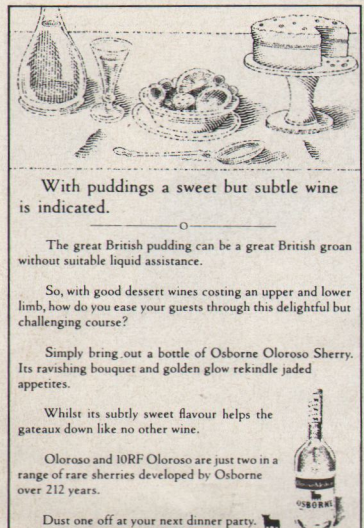 With puddings a sweet but subtle wine
is indicated.
The great British pudding can be a great British groan
without suitable liquid assistance.
So, with good dessert wines costing an upper and lower
limb, how do you ease your guests through this delightful but
challenging course?
Simply bring out a bottle of Osborne Oloroso Sherry.
Its ravishing bouquet and golden glow rekindle jaded
appetites.
Whilst its subtly sweet flavour helps the
gateaux down like no other wine.
Oloroso and 10RF Oloroso are just two in a
range of rare sherries developed by Osborne
over 212 years.
Dust one off at your next dinner party.
OSBORNE